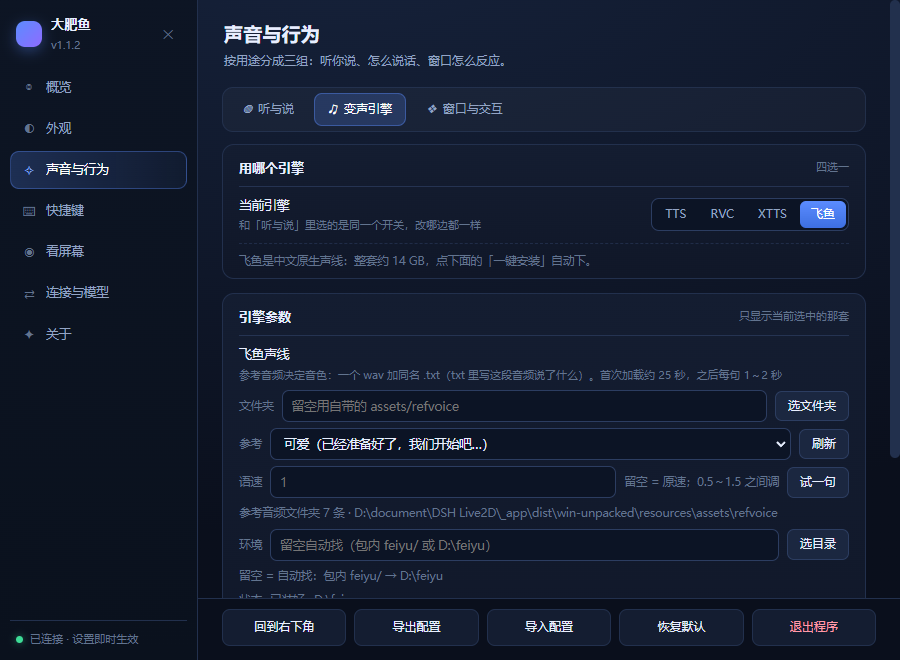 大肥鱼
v1.1.2
概览
外观
声音与行为
快捷键
看屏幕
连接与模型
关于
已连接 · 设置即时生效
声音与行为
按用途分成三组：听你说、怎么说话、窗口怎么反应。
听与说 变声引擎 窗口与交互
用哪个引擎 四选一
当前引擎
和「听与说」里选的是同一个开关，改哪边都一样
TTS RVC XTTS 飞鱼
飞鱼是中文原生声线：整套约 14 GB，点下面的「一键安装」自动下。
引擎参数 只显示当前选中的那套
飞鱼声线
参考音频决定音色：一个 wav 加同名 .txt（txt 里写这段音频说了什么）。首次加载约 25 秒，之后每句 1 ~ 2 秒
文件夹 留空用自带的 assets/refvoice 选文件夹
参考 可爱（已经准备好了，我们开始吧...） 刷新
语速 1 留空 = 原速；0.5 ~ 1.5 之间调 试一句
参考音频文件夹 7 条 · D:\document\DSH Live2D\_app\dist\win-unpacked\resources\assets\refvoice
环境 留空自动找（包内 feiyu/ 或 D:\feiyu） 选目录
留空 = 自动找：包内 feiyu/ → D:\feiyu
回到右下角 导出配置 导入配置 恢复默认 退出程序